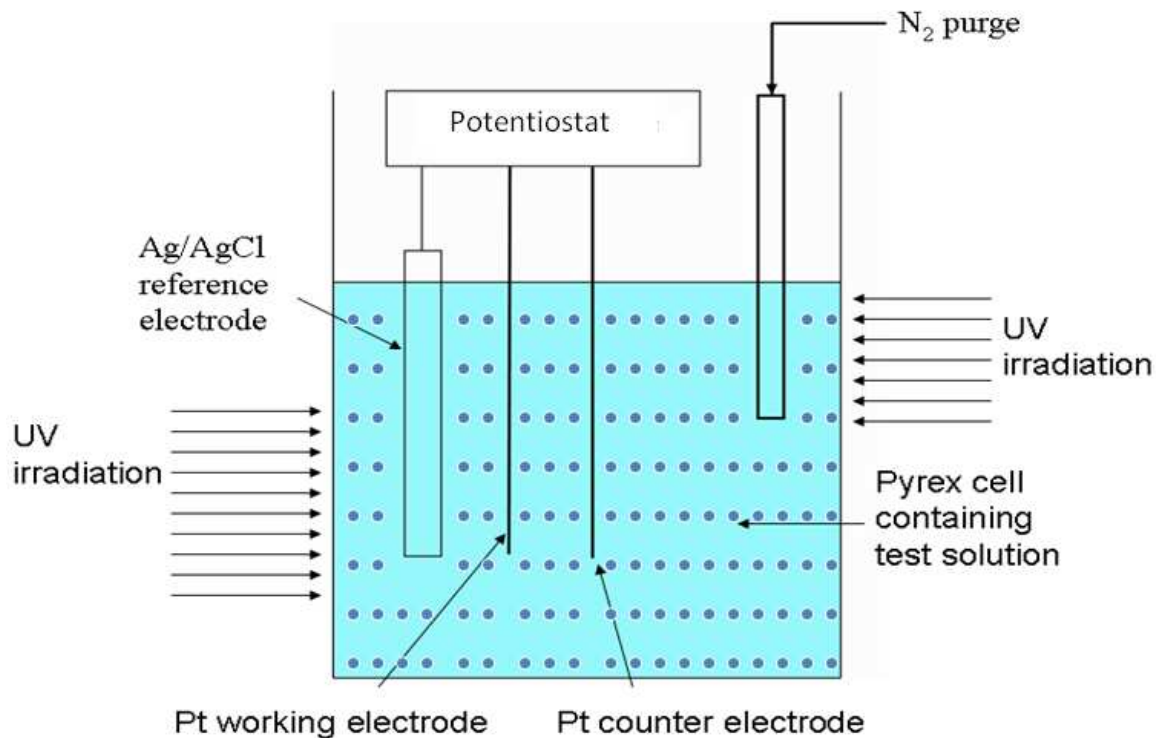 N₂ purge
Potentiostat
Ag/AgCl
reference
electrode
UV
irradiation
UV
irradiation
Pyrex cell
containing
test solution
Pt working electrode
Pt counter electrode